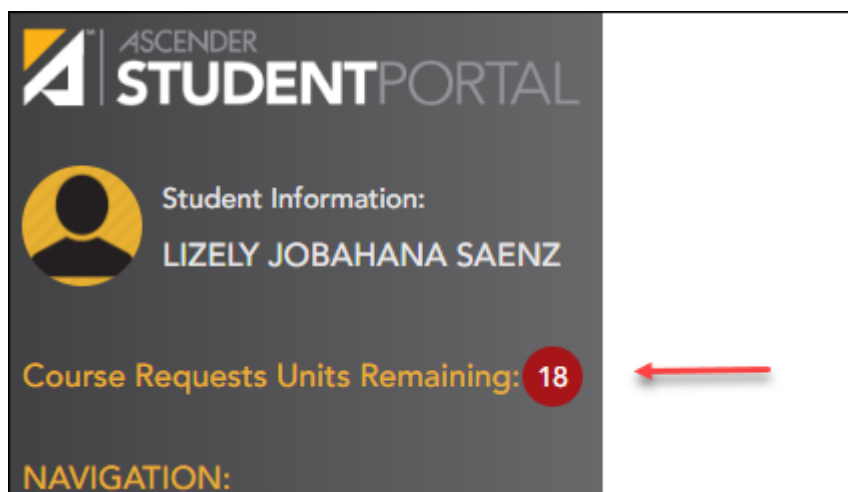 ASCENDER
STUDENTPORTAL
Student Information:
LIZELY JOBAHANA SAENZ
Course Requests Units Remaining: 18
NAVIGATION: